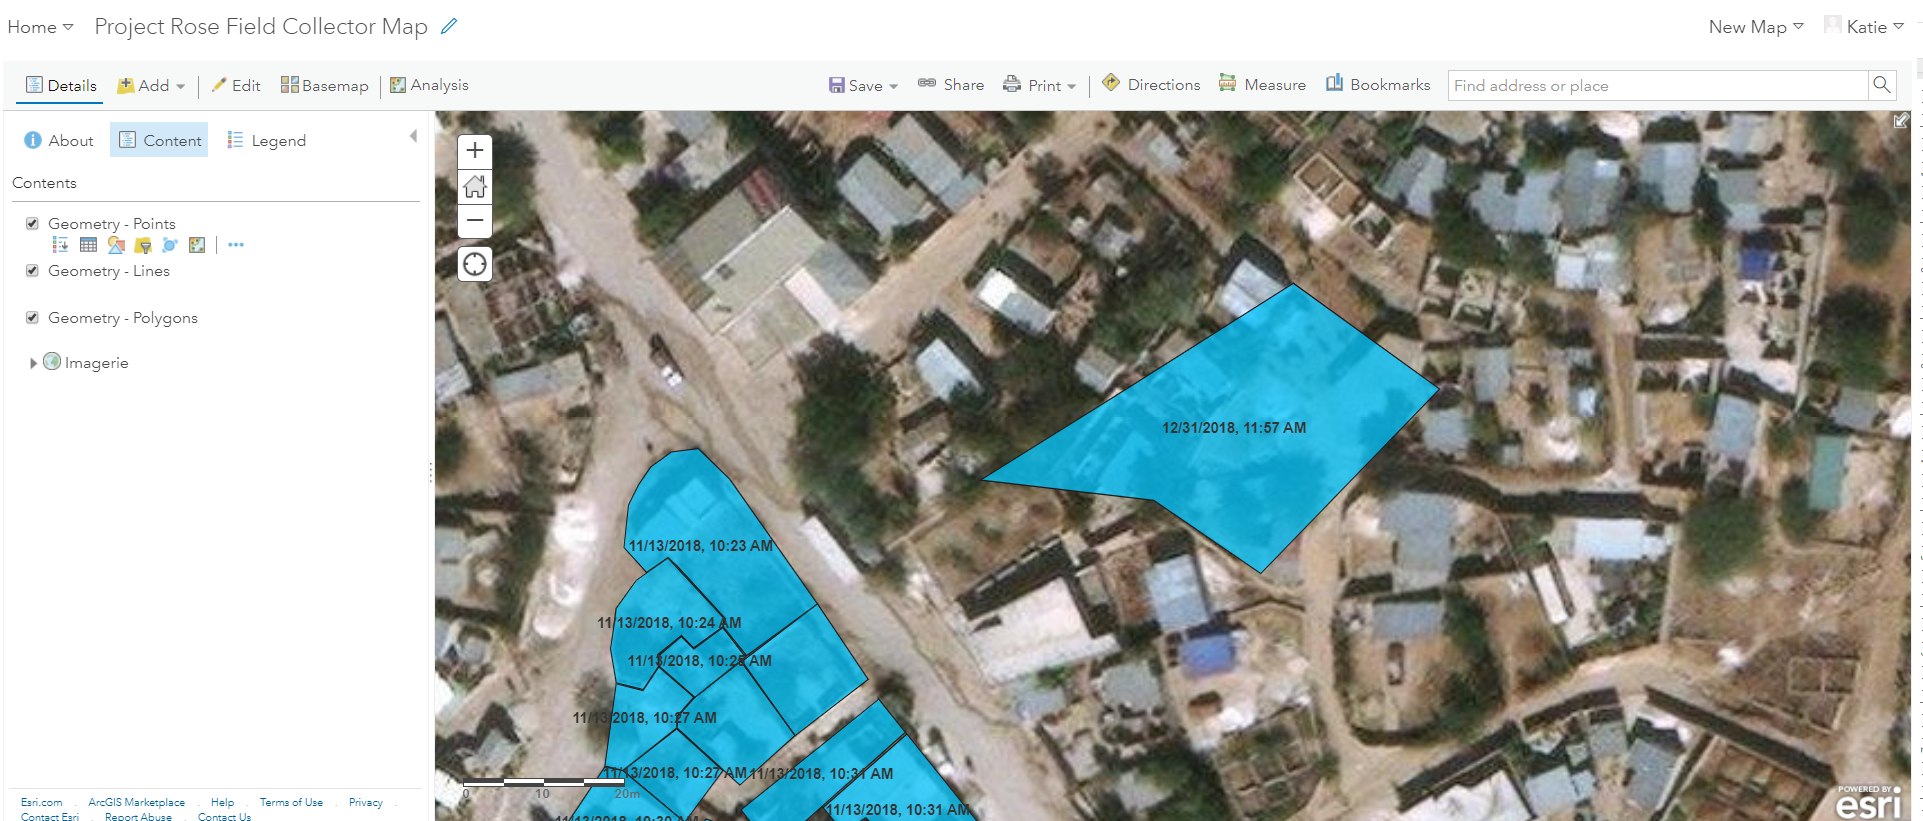 Home Project Rose Field Collector Map New Map Katie
Details Add Edit Basemap Analysis Save Share Print Directions Measure Bookmarks Find address or place
About Content Legend
Contents
Geometry - Points
Geometry - Lines
Geometry - Polygons
Imagerie
12/31/2018, 11:57 AM
11/13/2018, 10:23 AM
11/13/2018, 10:24 AM
11/13/2018, 10:25 AM
11/13/2018, 10:27 AM
11/13/2018, 10:27 AM 11/13/2018, 10:31 AM
0 10 20m
11/13/2018, 10:31 AM
11/13/2018, 10:30 AM
POWERED BY
esri
Esri.com . ArcGIS Marketplace . Help . Terms of Use . Privacy .
Contact Esri . Report Abuse . Contact Us